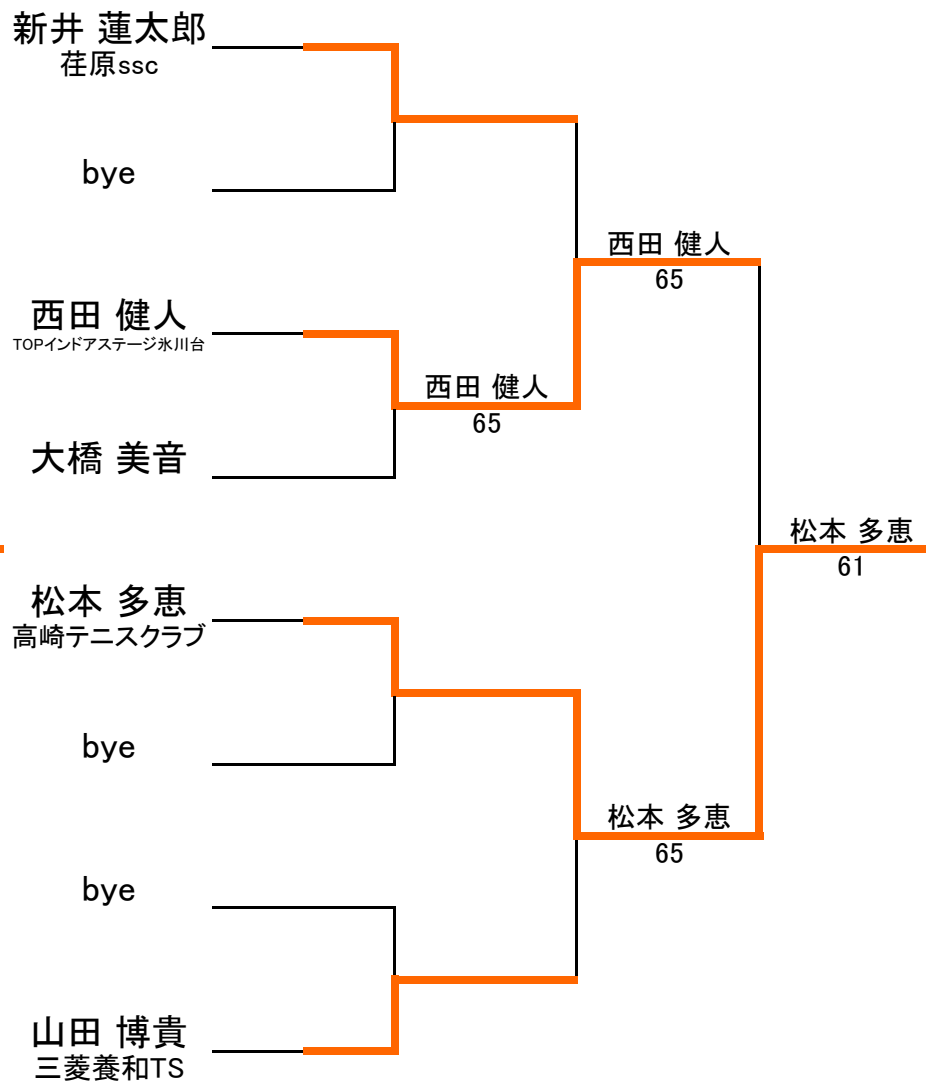 新井 蓮太郎
荏原ssc
bye
西田 健人
65
西田 健人
TOPインドアステージ氷川台
西田 健人
65
大橋 美音
松本 多恵
61
松本 多恵
高崎テニスクラブ
bye
松本 多恵
65
bye
山田 博貴
三菱養和TS